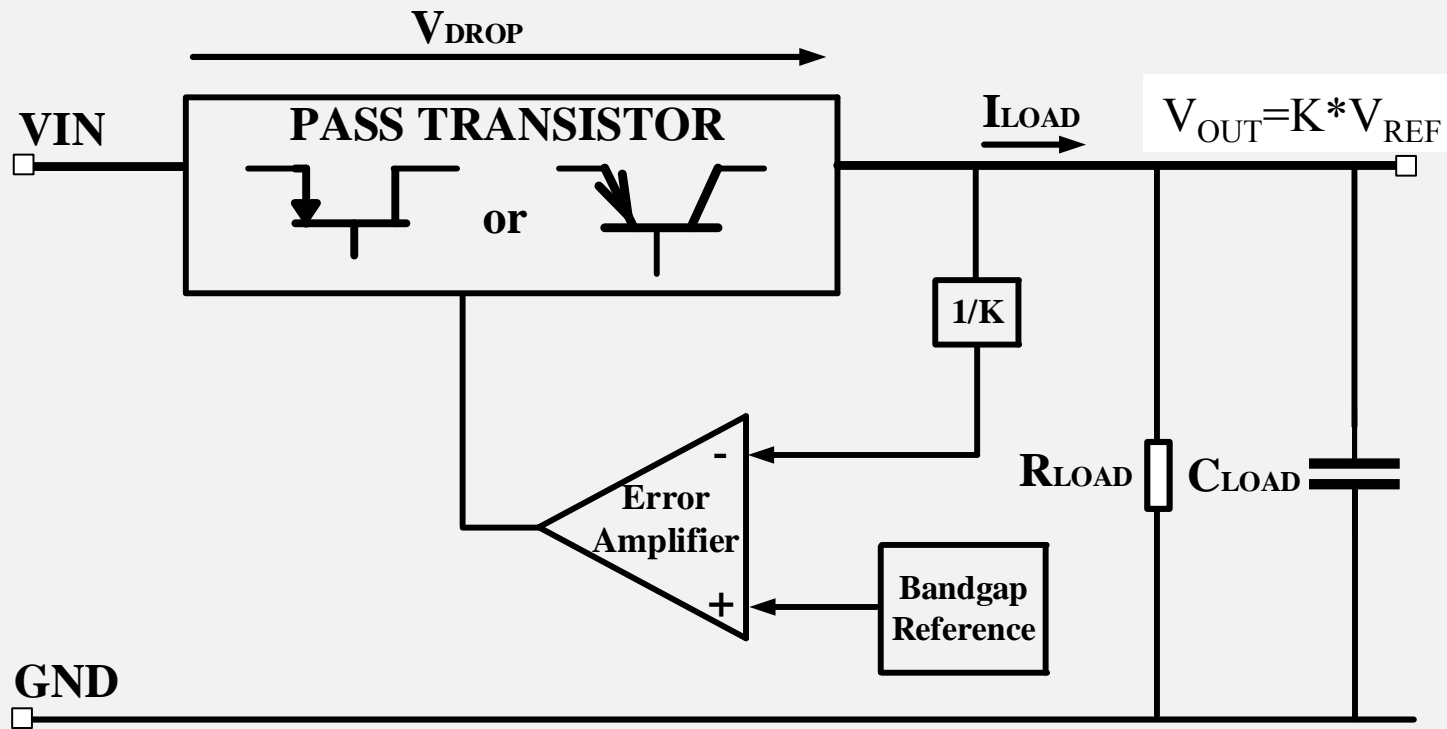 VDROP
VIN
PASS TRANSISTOR
or
ILOAD
VOUT=K*VREF
1/K
-
Error
Amplifier
+
Bandgap
Reference
RLOAD
CLOAD
GND